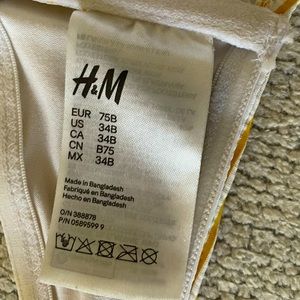 H&M
EUR 75B
US 34B
CA 34B
CN B75
MX 34B
Made in Bangladesh
Fabriqué en Bangladesh
Hecho en Bangladesh
O/N 388878
P/N 0589599 9